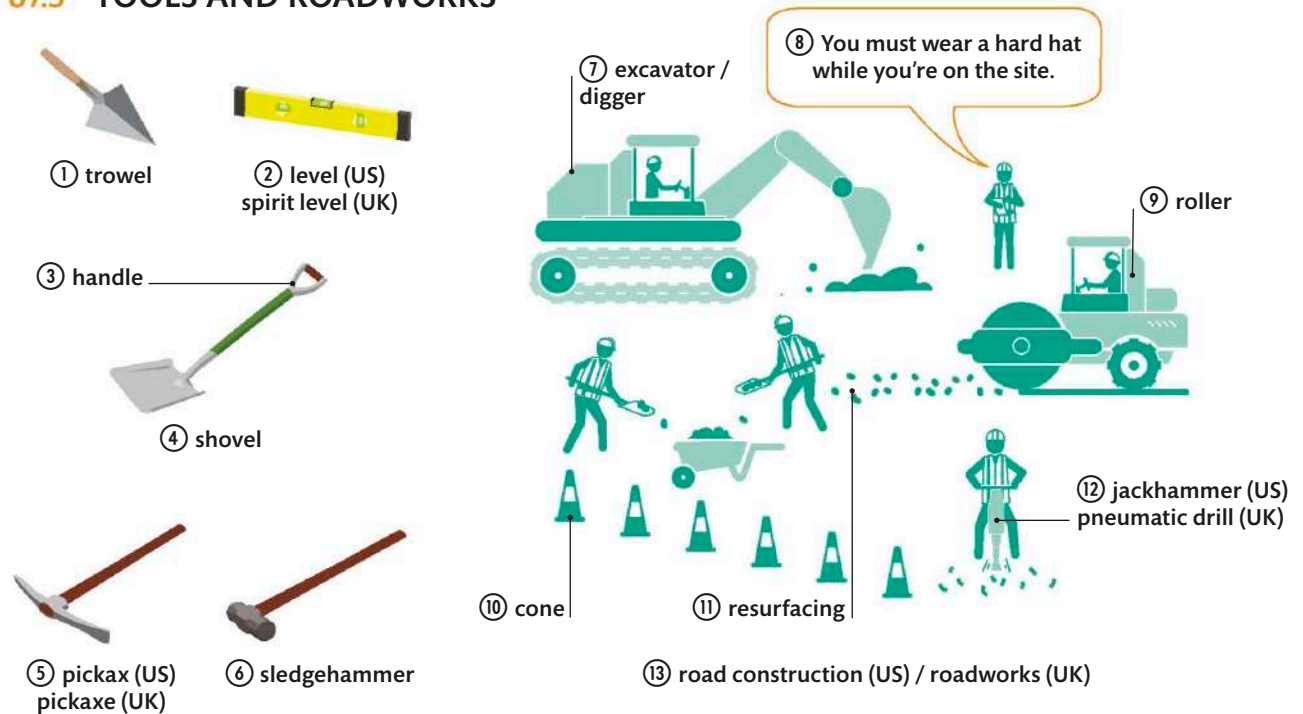 TOOLS AND ROADWORKS
① trowel
② level (US)
spirit level (UK)
③ handle
④ shovel
⑤ pickax (US)
pickaxe (UK)
⑥ sledgehammer
⑦ excavator /
digger
⑧ You must wear a hard hat
while you're on the site.
⑨ roller
⑩ cone
⑪ resurfacing
⑫ jackhammer (US)
pneumatic drill (UK)
⑬ road construction (US) / roadworks (UK)